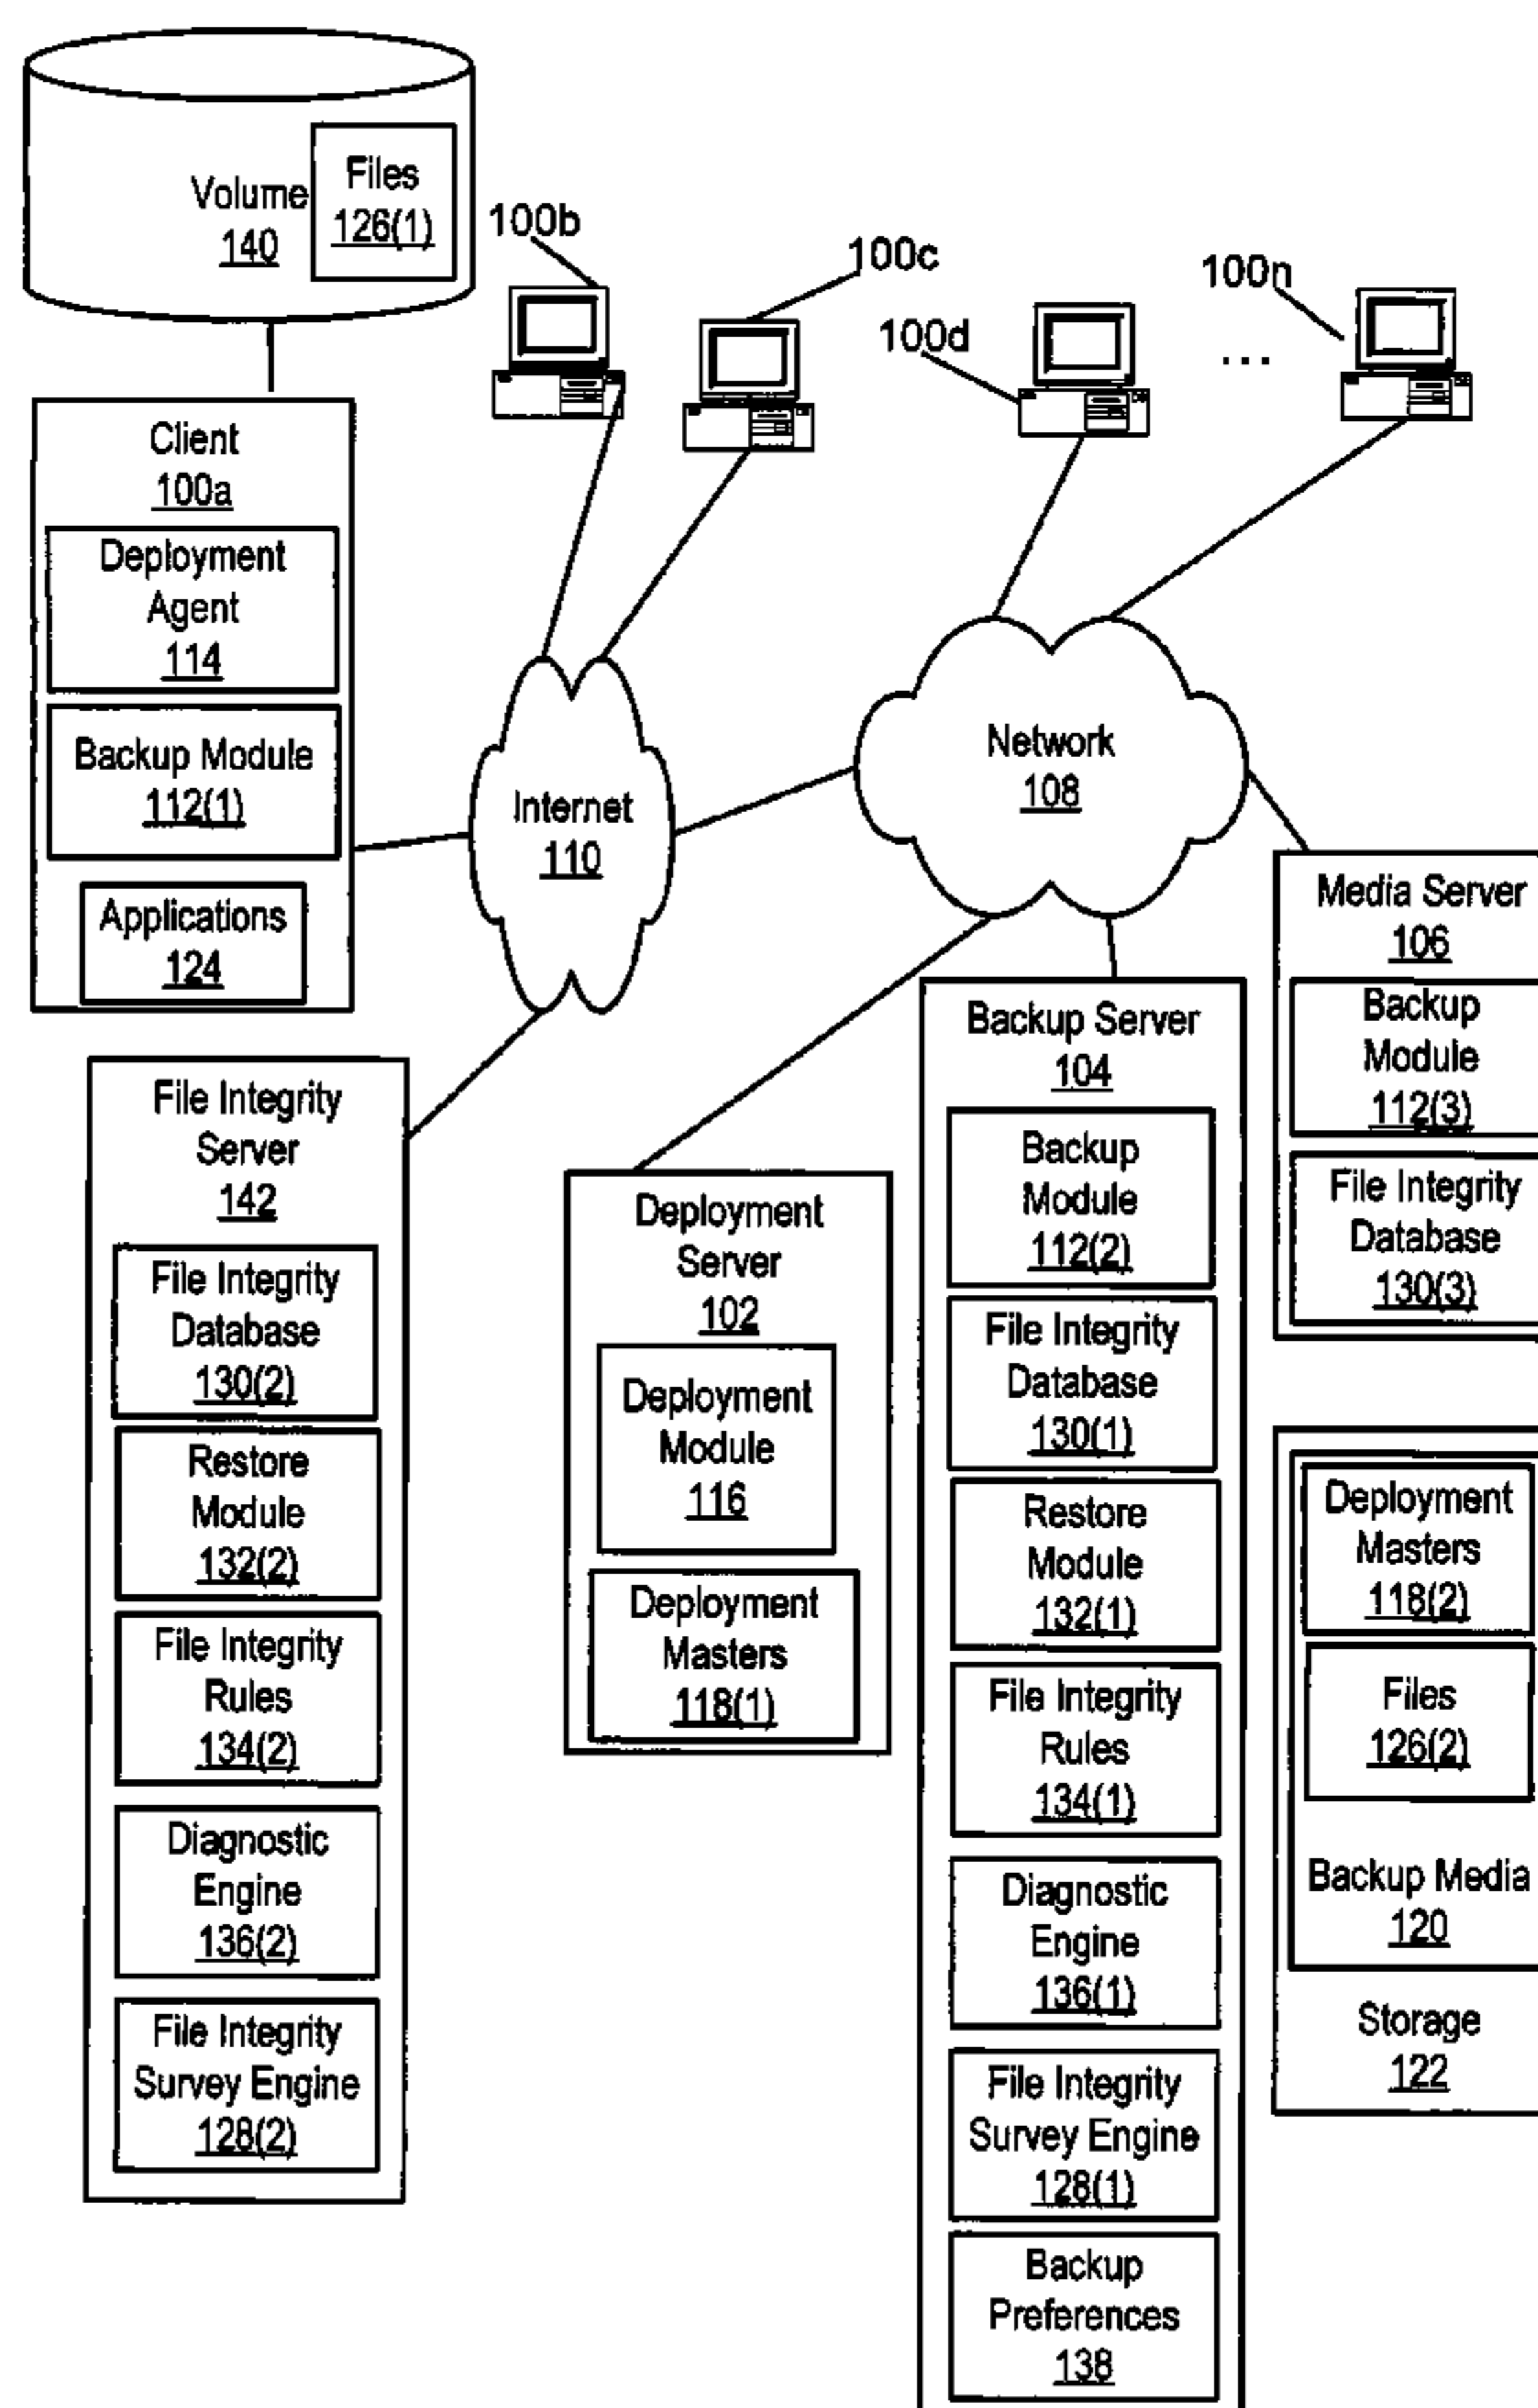 Volume
140
Files
126(1)
100b
100c
100d
...
100n
Client
100a
Deployment
Agent
114
Backup Module
112(1)
Applications
124
Internet
110
Network
108
Media Server
106
Backup
Module
112(3)
File Integrity
Database
130(3)
File Integrity
Server
142
File Integrity
Database
130(2)
Restore
Module
132(2)
File Integrity
Rules
134(2)
Diagnostic
Engine
136(2)
File Integrity
Survey Engine
128(2)
Deployment
Server
102
Deployment
Module
116
Deployment
Masters
118(1)
Backup Server
104
Backup
Module
112(2)
File Integrity
Database
130(1)
Restore
Module
132(1)
File Integrity
Rules
134(1)
Diagnostic
Engine
136(1)
File Integrity
Survey Engine
128(1)
Backup
Preferences
138
Deployment
Masters
118(2)
Files
126(2)
Backup Media
120
Storage
122